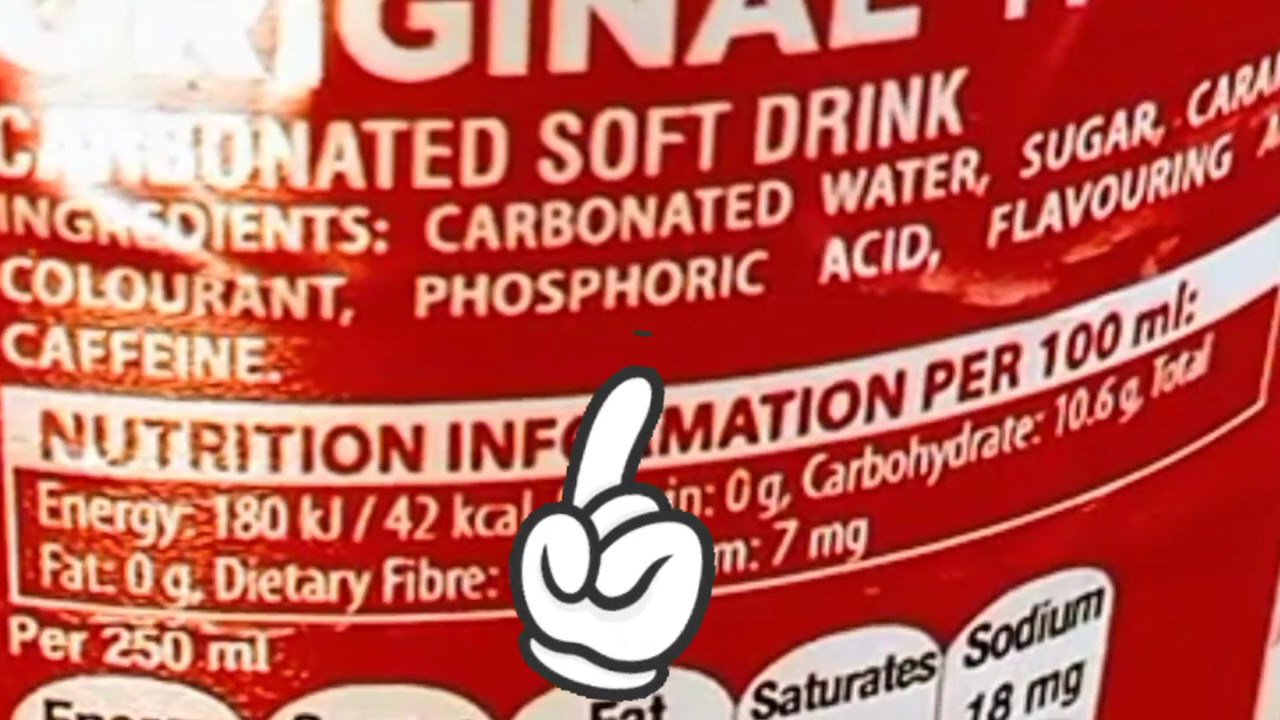 ORIGINAL
CARBONATED SOFT DRINK
INGREDIENTS: CARBONATED WATER, SUGAR,
COLOURANT, PHOSPHORIC ACID, FLAVOURING
CAFFEINE.
NUTRITION INFORMATION PER 100 ml:
Energy: 180 kJ / 42 kcal in: 0 g, Carbohydrate: 10.6 g, Total
Fat: 0 g, Dietary Fibre: m: 7 mg
Per 250 ml
Fat Saturates Sodium
18 mg